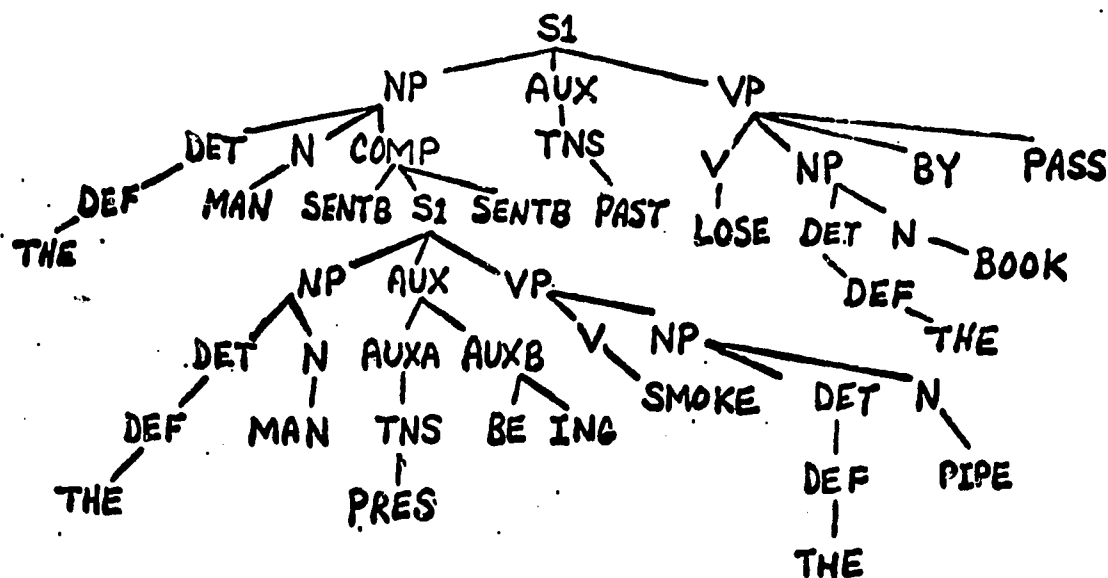 S1
NP AUX VP
DET N COMP TNS V NP BY PASS
DEF MAN SENTB S1 SENTB PAST LOSE DET N
THE BOOK
NP AUX VP DEF
DET N AUXA AUXB V NP THE
DEF MAN TNS BE ING SMOKE DET N
THE PRES DEF PIPE
THE